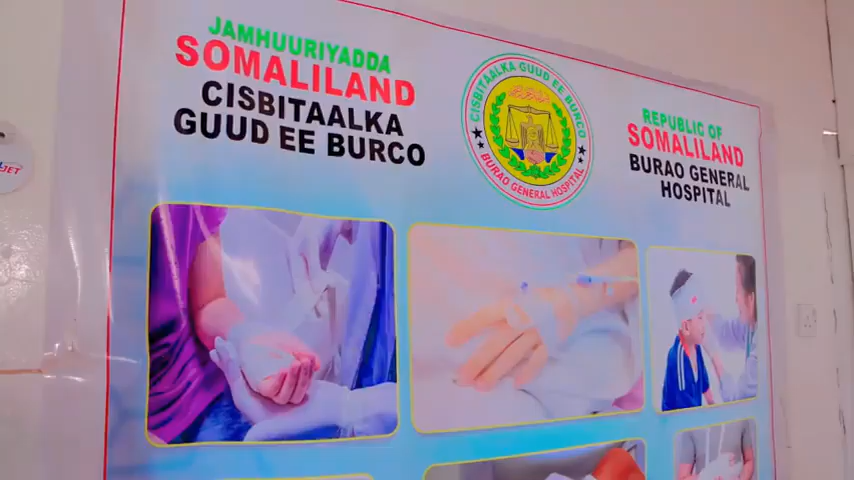 JAMHUURIYADDA
SOMALILAND
CISBITAALKA
GUUD EE BURCO
CISBITAALKA GUUD EE BURCO
BURAO GENERAL HOSPITAL
REPUBLIC OF
SOMALILAND
BURAO GENERAL
HOSPITAL
JET